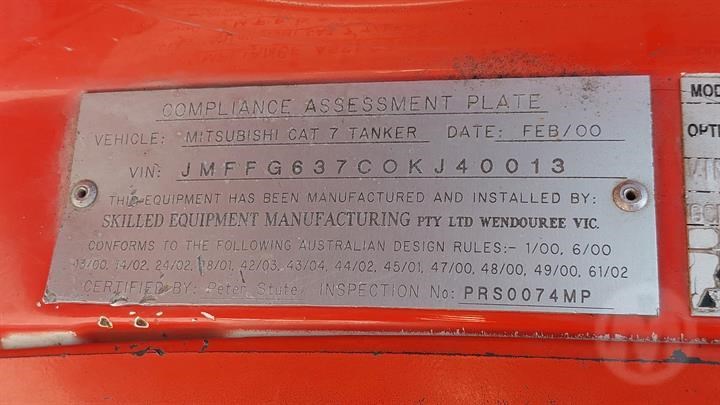 COMPLIANCE ASSESSMENT PLATE
VEHICLE: MITSUBISHI CAT 7 TANKER DATE: FEB/00
VIN: JMFFG637COKJ40013
THIS EQUIPMENT HAS BEEN MANUFACTURED AND INSTALLED BY:
SKILLED EQUIPMENT MANUFACTURING PTY LTD WENDOUREE VIC.
CONFORMS TO THE FOLLOWING AUSTRALIAN DESIGN RULES:- 1/00, 6/00
13/00, 14/02, 24/02, 18/01, 42/03, 43/04, 44/02, 45/01, 47/00, 48/00, 49/00, 61/02
CERTIFIED BY: Peter Stute INSPECTION No: PRS0074MP
MOD
OPTI
VIN